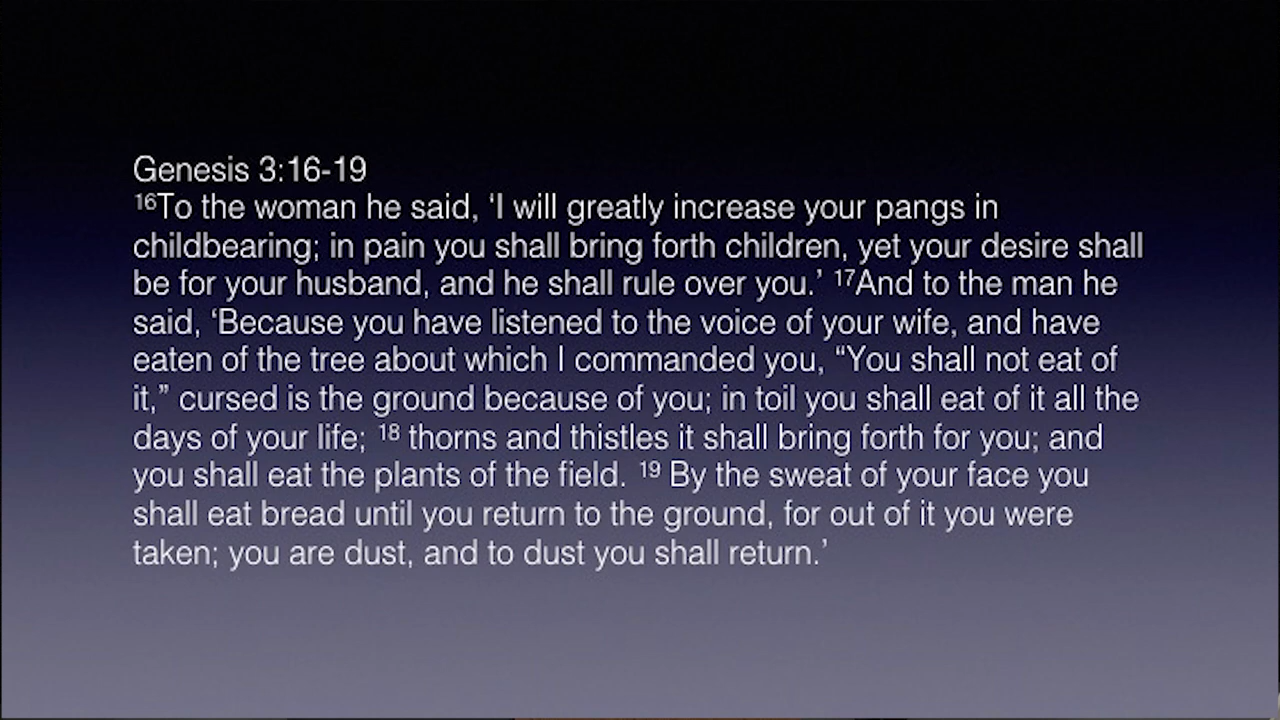 Genesis 3:16-19
¹⁶To the woman he said, ‘I will greatly increase your pangs in
childbearing; in pain you shall bring forth children, yet your desire shall
be for your husband, and he shall rule over you.’ ¹⁷And to the man he
said, ‘Because you have listened to the voice of your wife, and have
eaten of the tree about which I commanded you, “You shall not eat of
it,” cursed is the ground because of you; in toil you shall eat of it all the
days of your life; ¹⁸ thorns and thistles it shall bring forth for you; and
you shall eat the plants of the field. ¹⁹ By the sweat of your face you
shall eat bread until you return to the ground, for out of it you were
taken; you are dust, and to dust you shall return.’